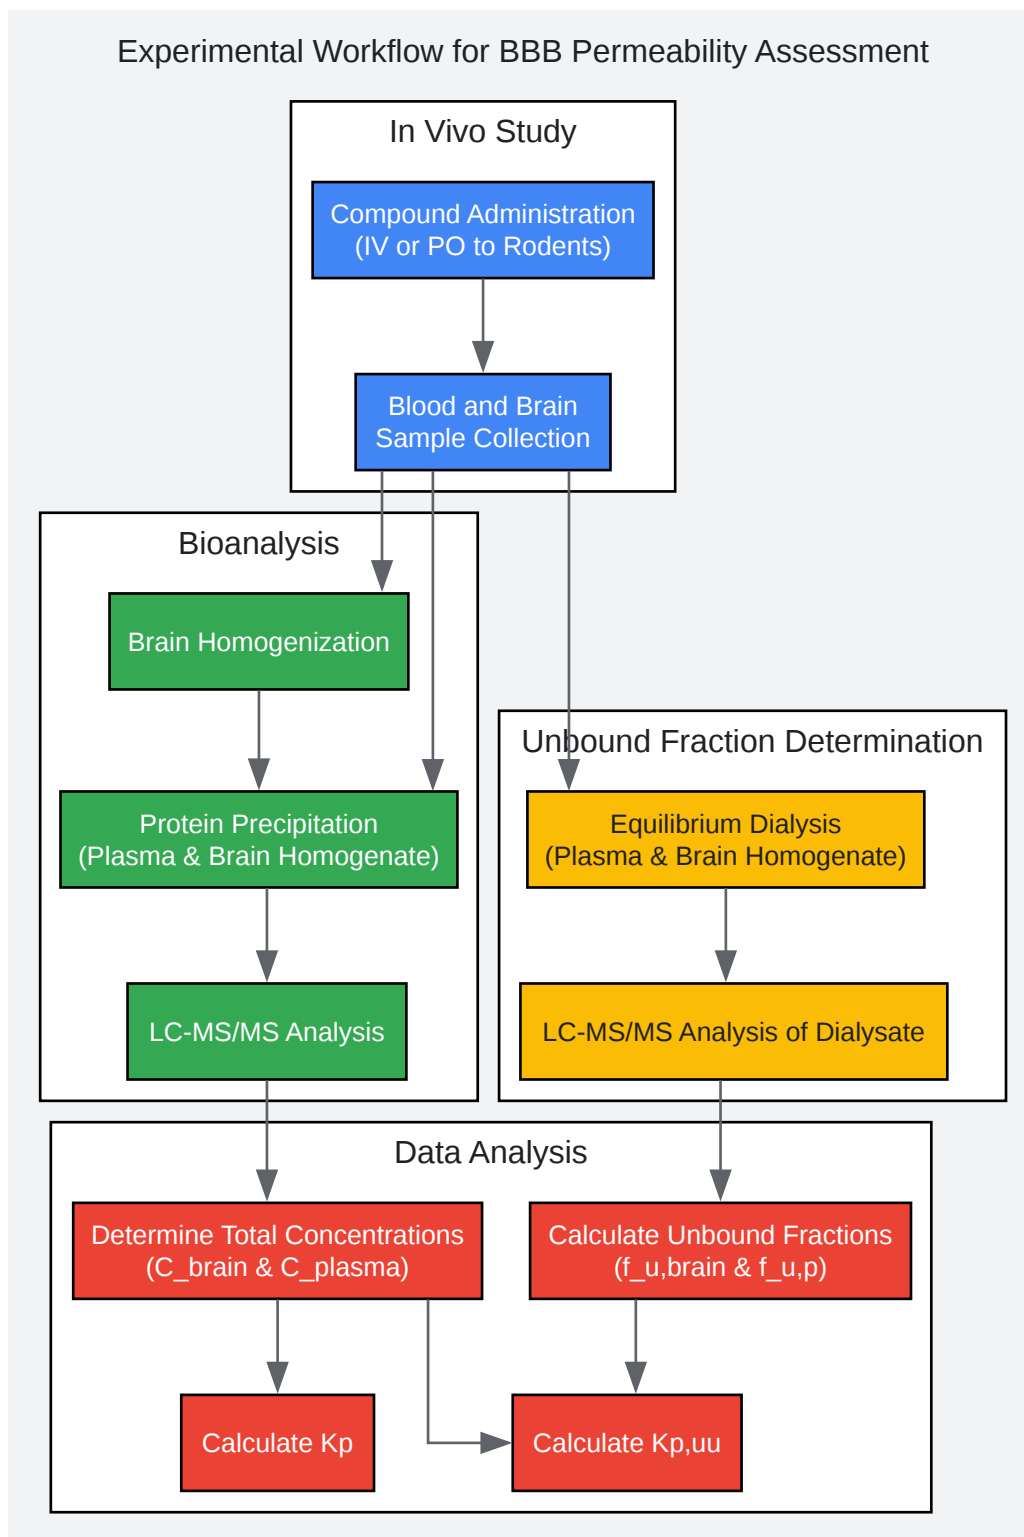 Experimental Workflow for BBB Permeability Assessment
In Vivo Study
Compound Administration
(IV or PO to Rodents)
Blood and Brain
Sample Collection
Bioanalysis
Brain Homogenization
Protein Precipitation
(Plasma & Brain Homogenate)
LC-MS/MS Analysis
Unbound Fraction Determination
Equilibrium Dialysis
(Plasma & Brain Homogenate)
LC-MS/MS Analysis of Dialysate
Data Analysis
Determine Total Concentrations
(C_brain & C_plasma)
Calculate Unbound Fractions
(f_u,brain & f_u,p)
Calculate Kp
Calculate Kp,uu